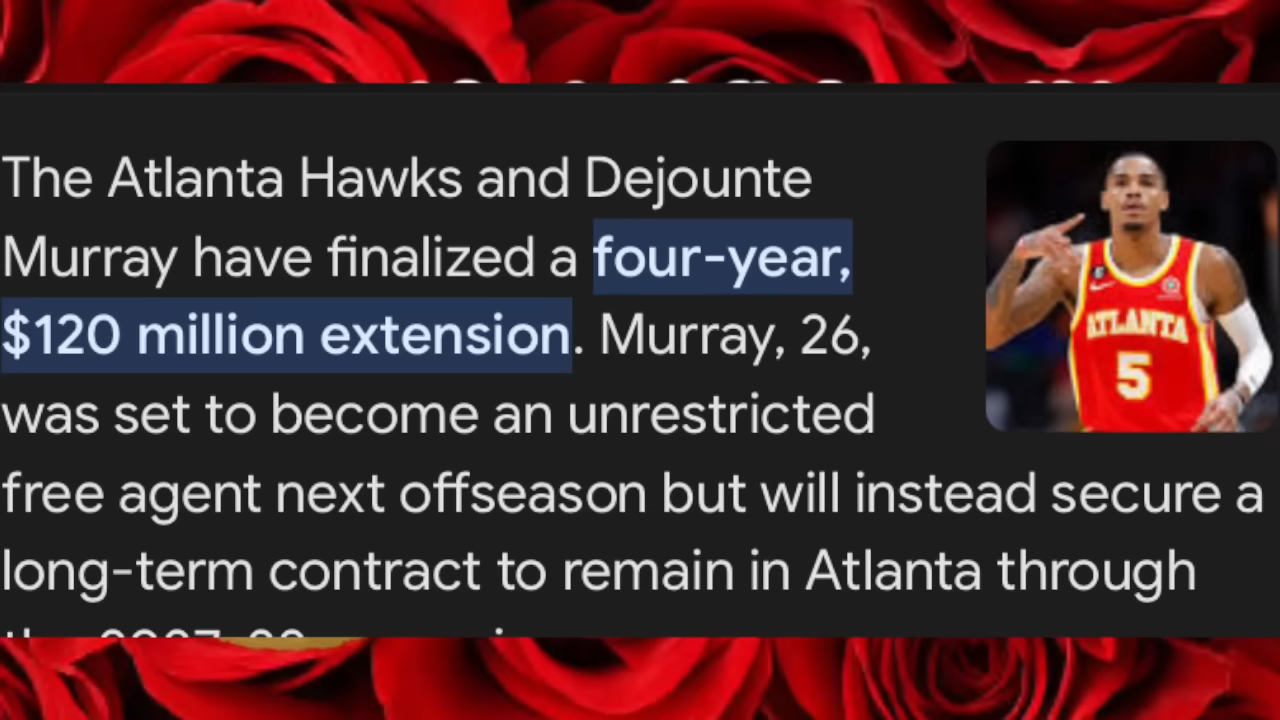 The Atlanta Hawks and Dejounte
Murray have finalized a four-year,
$120 million extension. Murray, 26,
was set to become an unrestricted
free agent next offseason but will instead secure a
long-term contract to remain in Atlanta through
ATLANTA
5